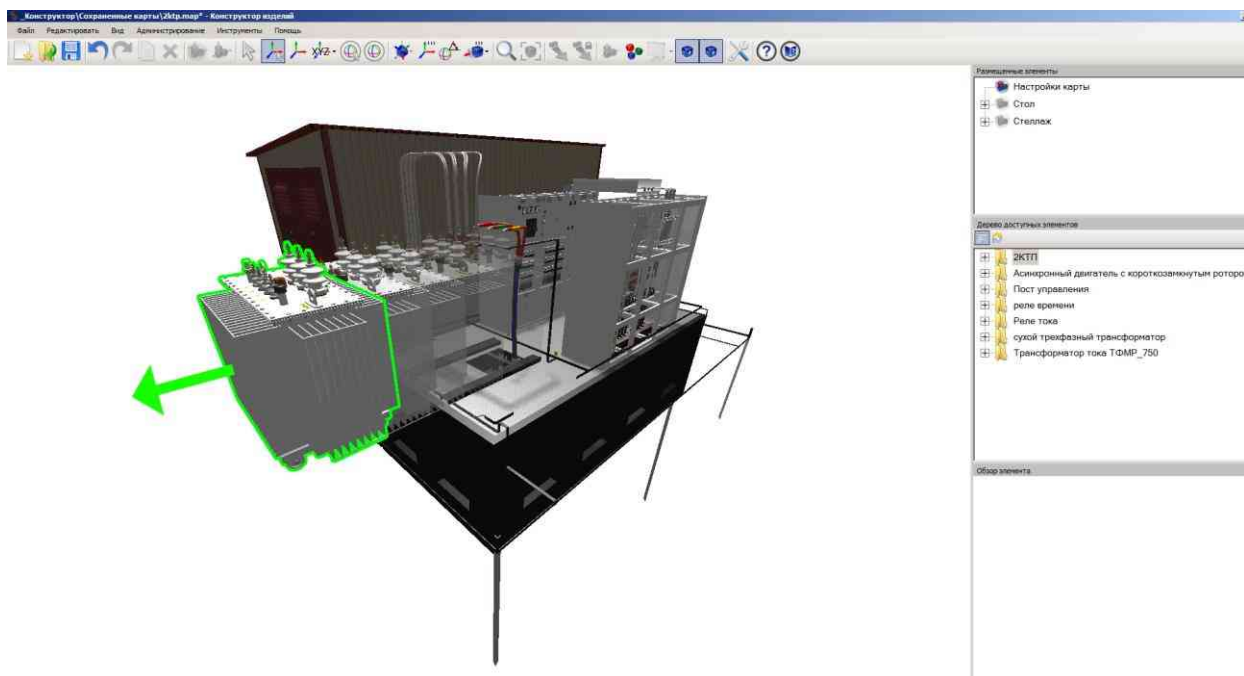 _Конструктор\Сохраненные карты\2ktp.map* - Конструктор изделий
Файл Редактировать Вид Администрирование Инструменты Помощь
Размещенные элементы
Настройки карты
Стол
Стеллаж
Дерево доступных элементов
2КТП
Асинхронный двигатель с короткозамкнутым роторо
Пост управления
реле времени
Реле тока
сухой трехфазный трансформатор
Трансформатор тока ТФМР_750
Обзор элемента